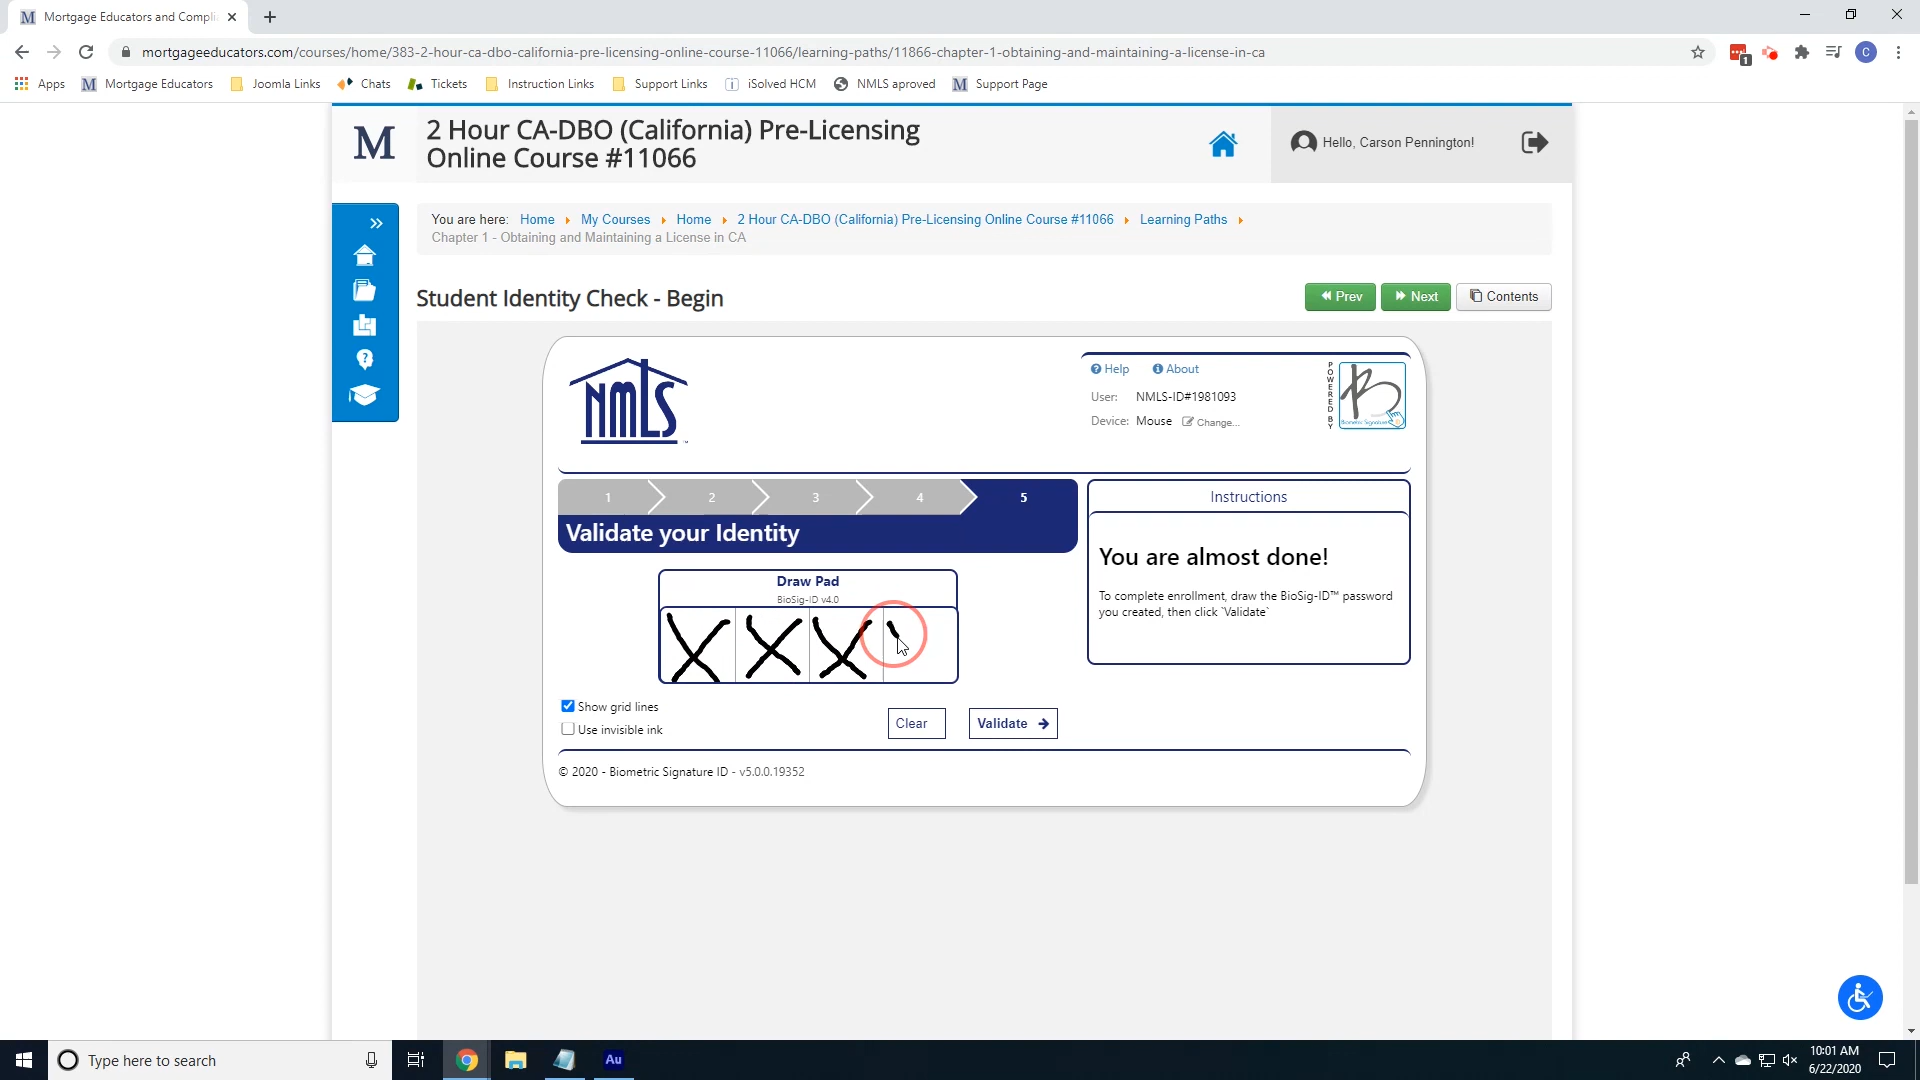 Mortgage Educators and Compli
mortgageeducators.com/courses/home/383-2-hour-ca-dbo-california-pre-licensing-online-course-11066/learning-paths/11866-chapter-1-obtaining-and-maintaining-a-license-in-ca
1
C
Apps Mortgage Educators Joomla Links Chats Tickets Instruction Links Support Links iSolved HCM NMLS aproved Support Page
M
2 Hour CA-DBO (California) Pre-Licensing
Online Course #11066
Hello, Carson Pennington!
You are here: Home My Courses Home 2 Hour CA-DBO (California) Pre-Licensing Online Course #11066 Learning Paths
Chapter 1 - Obtaining and Maintaining a License in CA
Student Identity Check - Begin
Prev Next Contents
NMLS
Help About
User: NMLS-ID#1981093
Device: Mouse Change...
POWERED BY
Biometric Signature ID
1 2 3 4 5
Validate your Identity
Instructions
You are almost done!
To complete enrollment, draw the BioSig-ID™ password
you created, then click `Validate`
Draw Pad
BioSig-ID v4.0
X X X
Show grid lines
Use invisible ink
Clear Validate
© 2020 - Biometric Signature ID - v5.0.0.19352
Type here to search
Au
10:01 AM
6/22/2020